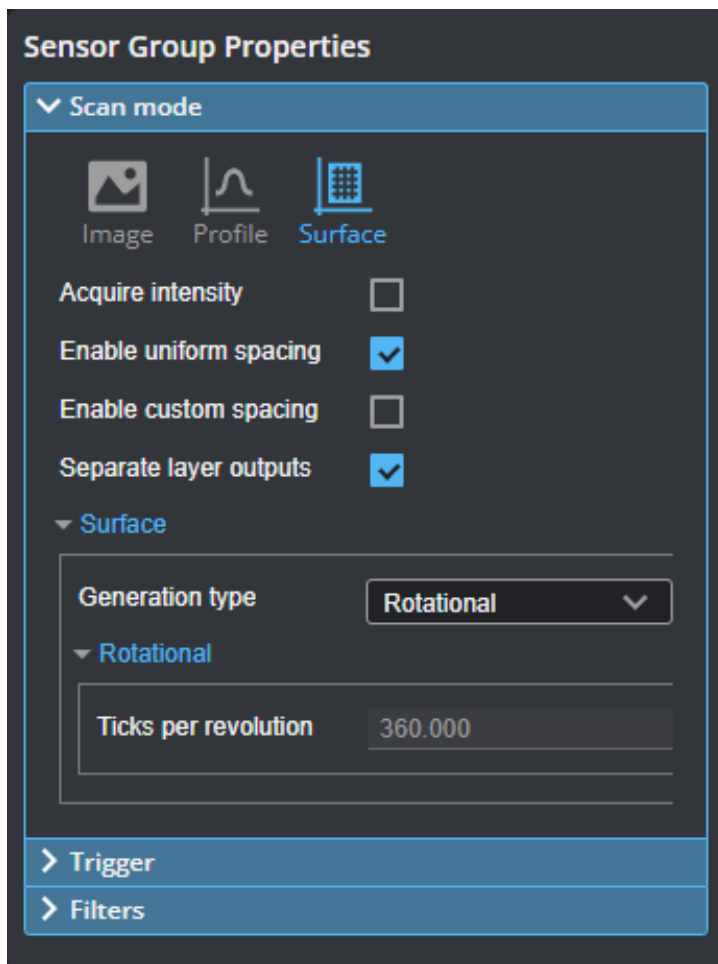 Sensor Group Properties
Scan mode
Image Profile Surface
Acquire intensity
Enable uniform spacing
Enable custom spacing
Separate layer outputs
Surface
Generation type Rotational
Rotational
Ticks per revolution 360.000
Trigger
Filters